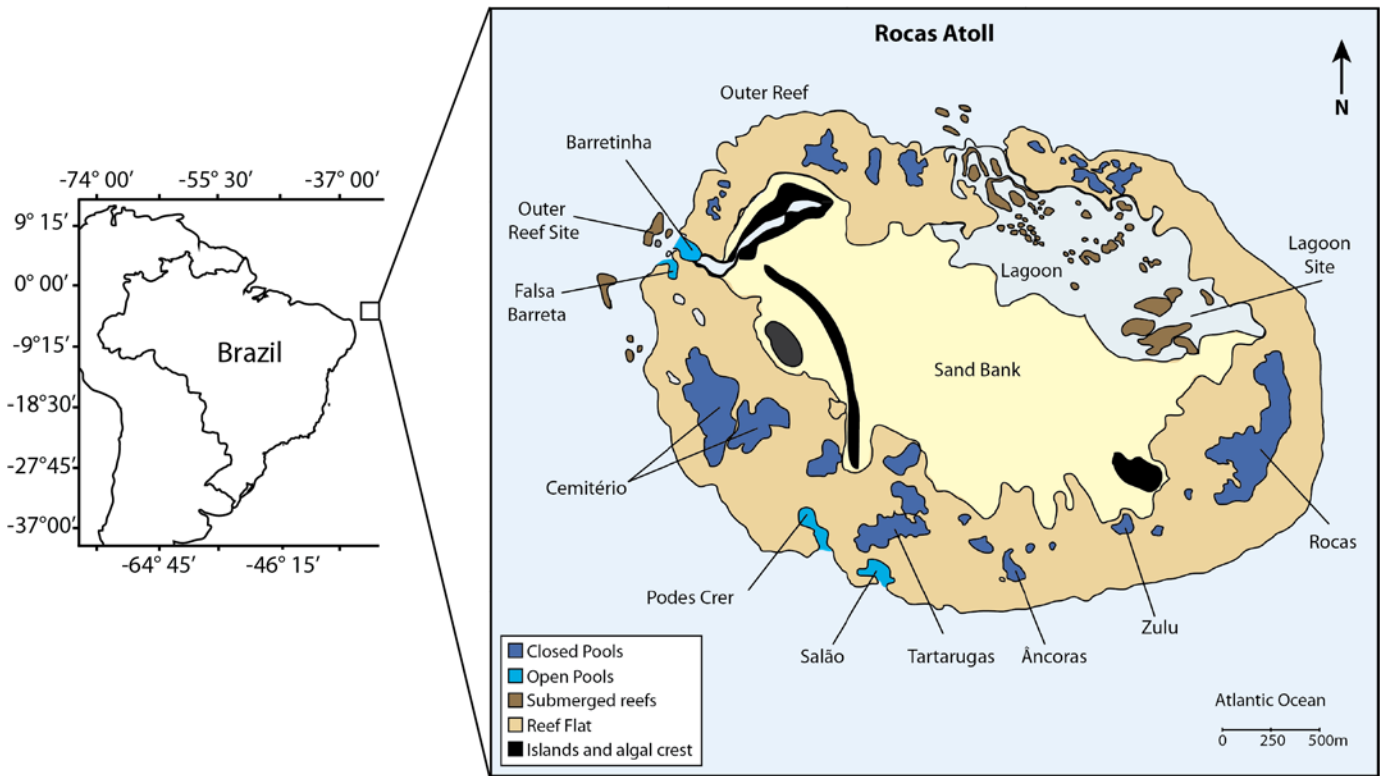 Rocas Atoll
N
Outer Reef
Barretinha
Outer
Reef Site
Falsa
Barreta
Lagoon
Lagoon
Site
Sand Bank
Cemitério
Rocas
Podes Crer
Zulu
Salão
Tartarugas
Âncoras
Closed Pools
Open Pools
Submerged reefs
Reef Flat
Islands and algal crest
Atlantic Ocean
0 250 500m
-74° 00′ -55° 30′ -37° 00′
9° 15′
0° 00′
-9°15′
-18°30′
-27°45′
-37°00′
Brazil
-64° 45′ -46° 15′